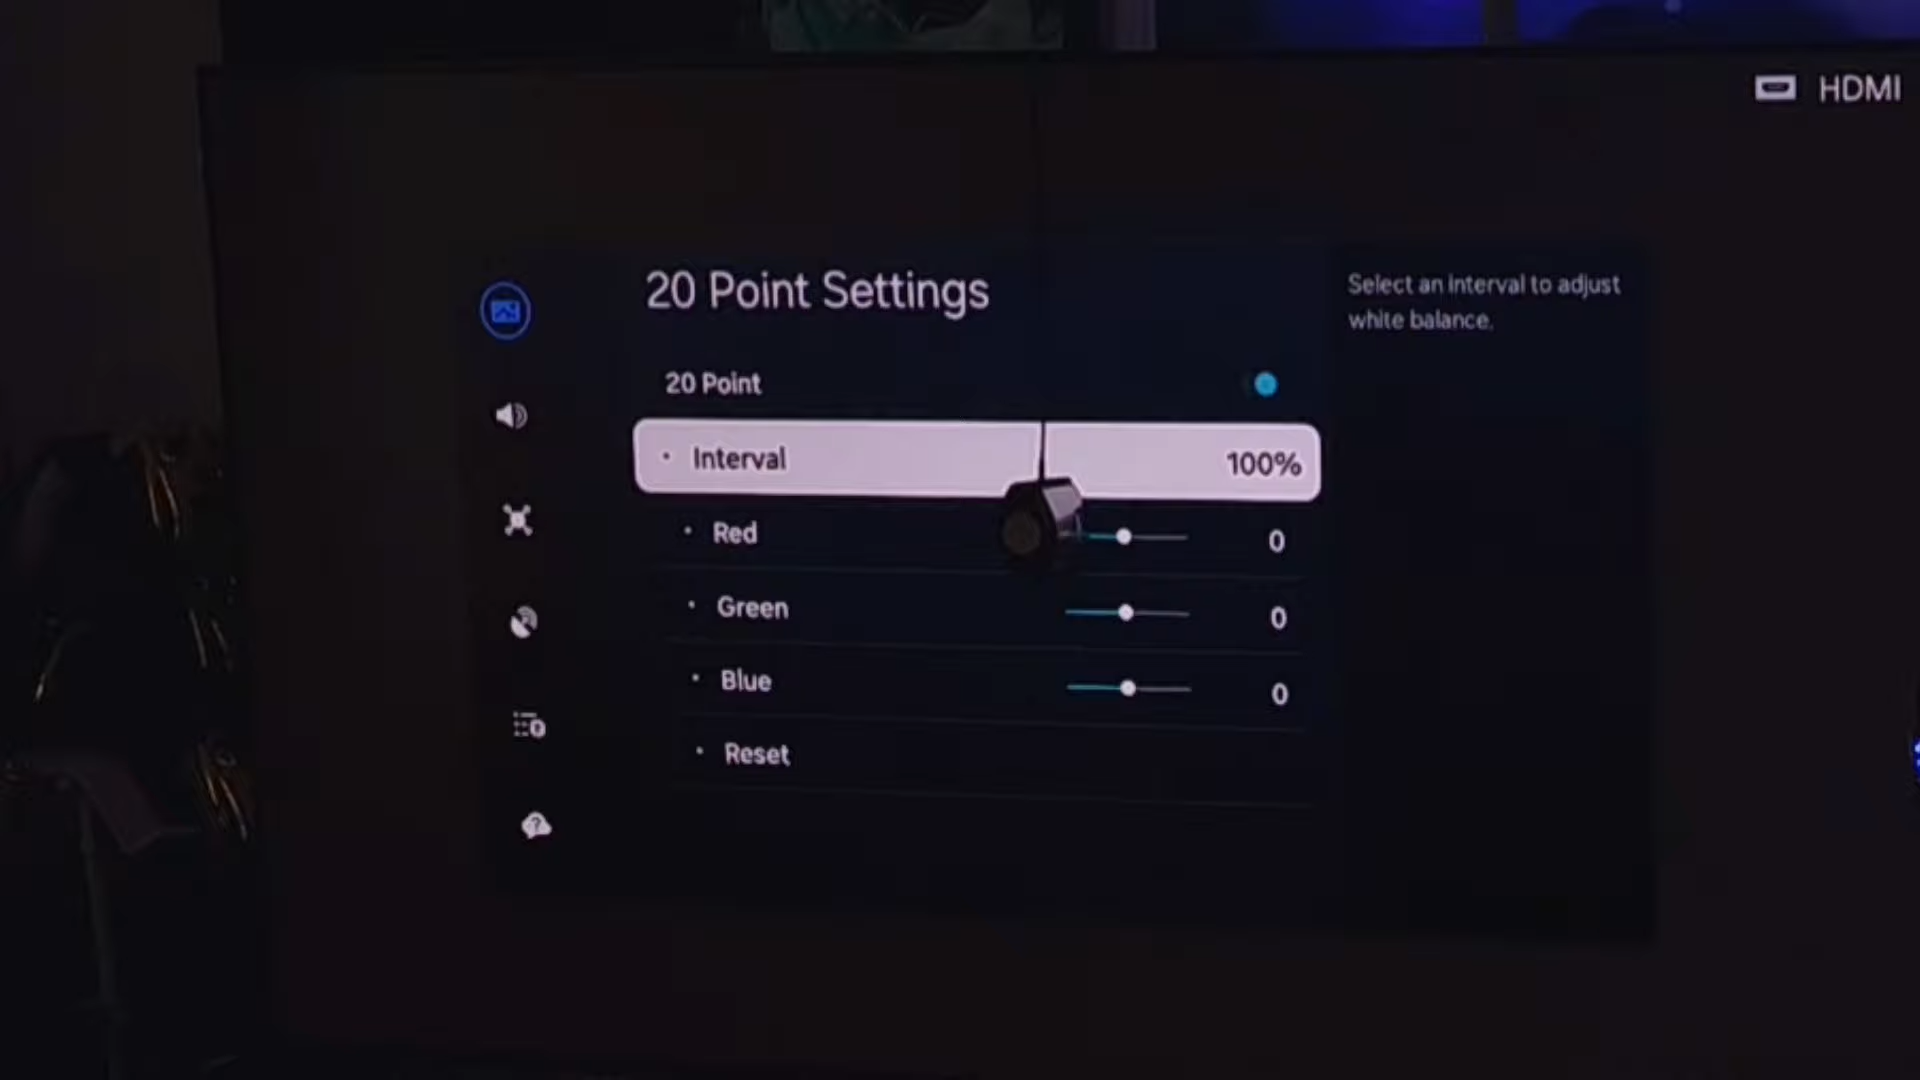 HDMI
20 Point Settings
Select an interval to adjust
white balance.
20 Point
Interval 100%
Red 0
Green 0
Blue 0
Reset